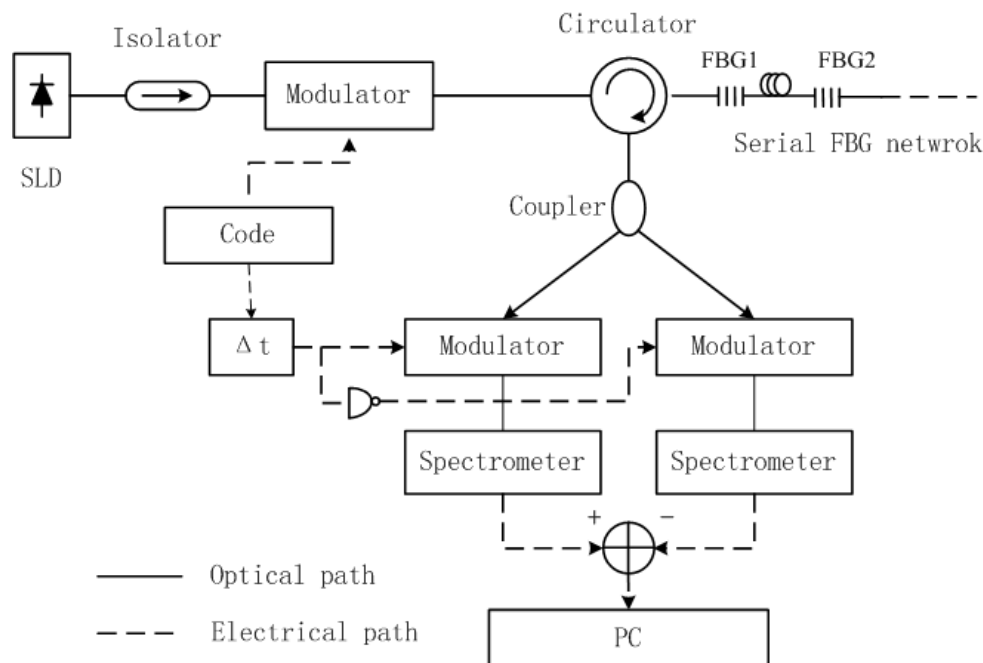 Isolator
Circulator
FBG1
FBG2
Modulator
Serial FBG netwrok
SLD
Coupler
Code
Δt
Modulator
Modulator
Spectrometer
Spectrometer
+
−
Optical path
Electrical path
PC